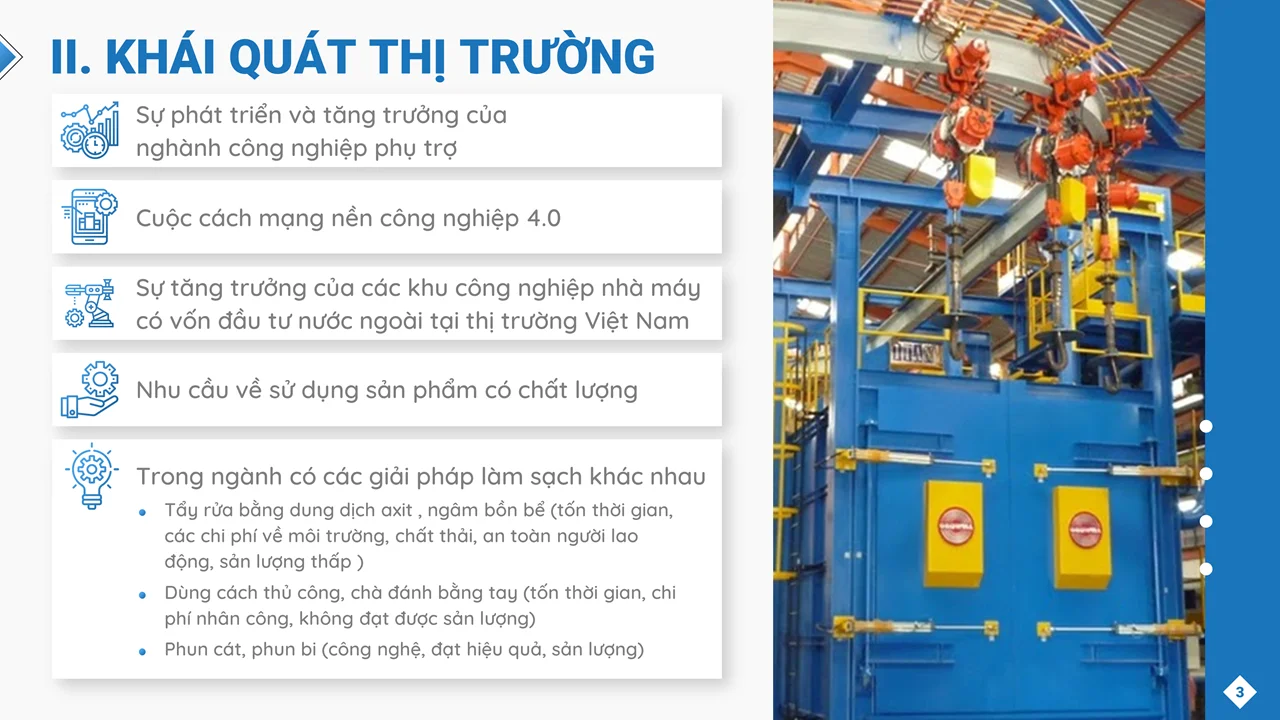 II. KHÁI QUÁT THỊ TRƯỜNG
Sự phát triển và tăng trưởng của
nghành công nghiệp phụ trợ
Cuộc cách mạng nền công nghiệp 4.0
Sự tăng trưởng của các khu công nghiệp nhà máy
có vốn đầu tư nước ngoài tại thị trường Việt Nam
Nhu cầu về sử dụng sản phẩm có chất lượng
Trong ngành có các giải pháp làm sạch khác nhau
Tẩy rửa bằng dung dịch axit , ngâm bồn bể (tốn thời gian,
các chi phí về môi trường, chất thải, an toàn người lao
động, sản lượng thấp )
Dùng cách thủ công, chà đánh bằng tay (tốn thời gian, chi
phí nhân công, không đạt được sản lượng)
Phun cát, phun bi (công nghệ, đạt hiệu quả, sản lượng)
3